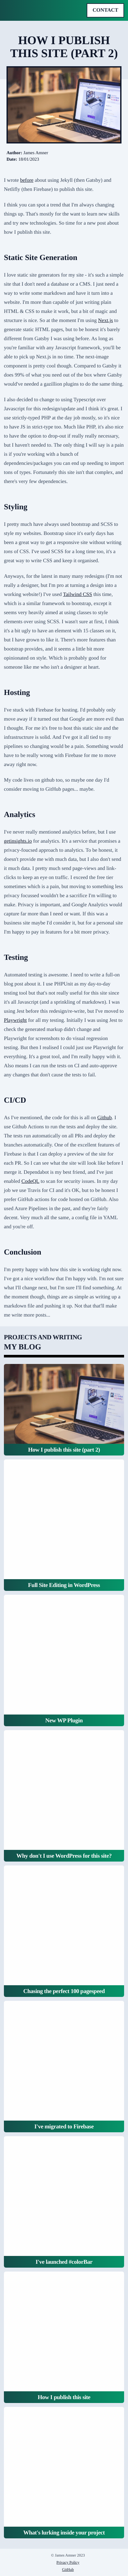 CONTACT
HOW I PUBLISH
THIS SITE (PART 2)
Author: James Amner
Date: 18/01/2023
I wrote before about using Jekyll (then Gatsby) and
Netlify (then Firebase) to publish this site.
I think you can spot a trend that I'm always changing
things up. That's mostly for excuses to learn new skills
and technologies. So now time for a new post about
how I publish this site.
Static Site Generation
I love static site generators for my site - it's such a simple
site that I don't need a database or a CMS. I just need a
way to write some markdown and have it turn in to a
website. I'm more than capable of just using plain
HTML & CSS to make it work, but a little bit of extra
structure is nice. So at the moment I'm using Next.js to
generate static HTML pages, but to be honest it's barely
different from Gatsby I was using before. As long as
you're familiar with any Javascript framework, you'll be
able to pick up Next.js in no time. The two-stage
component is pretty cool though. Compared to Gatsby it
does 99% of what you need out of the box where Gatsby
would've needed a gazillion plugins to do the same thing.
I also did decided to change to using Typescript over
Javascript for this redesign/update and I think it's great. I
use strictly-typed PHP at the day job mostly, so it's nice
to have JS in strict-type too. Much like PHP, it's also nice
to have the option to drop-out if really really necessary,
but I haven't needed to. The only thing I will say is a pain
is if you're working with a bunch of
dependencies/packages you can end up needing to import
tons of types. Fortunately this site isn't that complex, and
there's very few dependencies.
Styling
I pretty much have always used bootstrap and SCSS to
style my websites. Bootstrap since it's early days has
been a great way to hit the ground running without writing
tons of CSS. I've used SCSS for a long time too, it's a
great way to write CSS and keep it organised.
Anyways, for the latest in many many redesigns (I'm not
really a designer, but I'm pro at turning a design into a
working website!) I've used Tailwind CSS this time,
which is a similar framework to bootstrap, except it
seems very geared at only using classes to style your
elements over using SCSS. I wasn't sure at first, I think
it's a bit ugly to have an element with 15 classes on it,
but I have grown to like it. There's more features than
bootstrap provides, and it seems a little bit more
opinionated on style. Which is probably good for
someone like me who isn't a designer at heart.
Hosting
I've stuck with Firebase for hosting. I'd probably only
move away if it turned out that Google are more evil than
I thought. For me it's free to host this site and their
infrastructure is solid. And I've got it all tied to my
pipelines so changing would be a pain. Something would
have to be really wrong with Firebase for me to move
away right now.
My code lives on github too, so maybe one day I'd
consider moving to GitHub pages... maybe.
Analytics
I've never really mentioned analytics before, but I use
getinsights.io for analytics. It's a service that promises a
privacy-focused approach to analytics. To be honest, it
doesn't provide me with much data, but I also don't need
it much data. I pretty much need page-views and link-
clicks to keep an eye on traffic. I exceed the free tier
sometimes which is a pain, but moving to something less
privacy focused wouldn't be a sacrifice I'd be willing to
make. Privacy is important, and Google Analytics would
capture far more than I need or want. If this was a
business site maybe I'd consider it, but for a personal site
I'm happy to pay in features for a bit more privacy.
Testing
Automated testing is awesome. I need to write a full-on
blog post about it. I use PHPUnit on my day-to-day
coding and testing, but that's not much use for this site since
it's all Javascript (and a sprinkling of markdown). I was
using Jest before this redesign/re-write, but I've moved to
Playwright for all my testing. Initially I was using Jest to
check the generated markup didn't change and
Playwright for screenshots to do visual regression
testing. But then I realised I could just use Playwright for
everything. It's a great tool, and I'm really happy with it.
Also means I can run the tests on CI and auto-approve
any changes that don't cause the tests to fail.
CI/CD
As I've mentioned, the code for this is all on Github. I
use Github Actions to run the tests and deploy the site.
The tests run automatically on all PRs and deploy the
branches run automatically. One of the excellent features
of Firebase is that I can deploy a preview of the site for
each PR. So I can see what the site will look like before I
merge it. Dependabot is my best friend, and I've just
enabled CodeQL to scan for security issues. In my day
job we use Travis for CI and it's OK, but to be honest I
prefer GitHub actions for code hosted on GitHub. I've also
used Azure Pipelines in the past, and they're all
pretty much all the same, a config file in YAML
and you're off.
Conclusion
I'm pretty happy with how this site is working right now
I've got a nice workflow that I'm happy with. I'm not sure
what I'll change next, but I'm sure I'll find something. At
the moment though, things are as simple as writing up a
markdown file and pushing it up. Not that that'll make
me write more posts...
PROJECTS AND WRITING
MY BLOG
How I publish this site (part 2)
Full Site Editing in WordPress
New WP Plugin
Why don't I use WordPress for this site?
Chasing the perfect 100 pagespeed
I've migrated to Firebase
I've launched #colorBar
How I publish this site
What's lurking inside your project
© James Amner 2023
Privacy Policy
GitHub